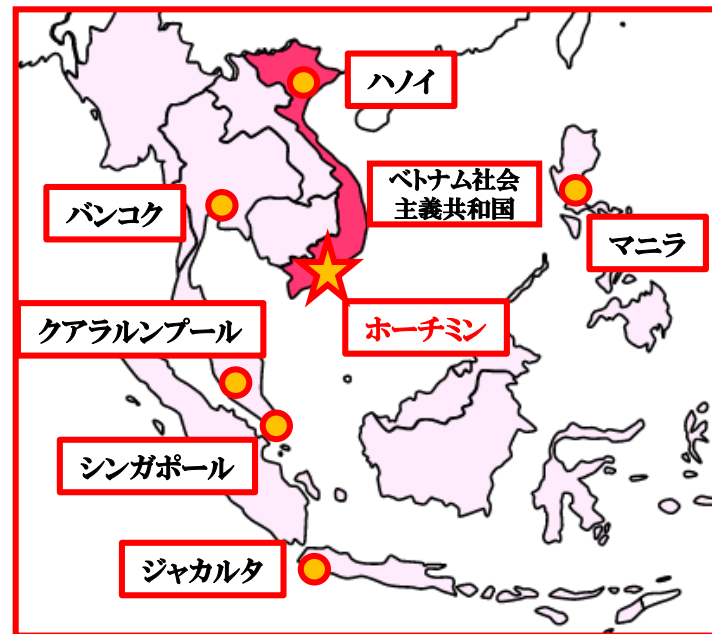 ハノイ
ベトナム社会
主義共和国
バンコク
マニラ
クアラルンプール
ホーチミン
シンガポール
ジャカルタ